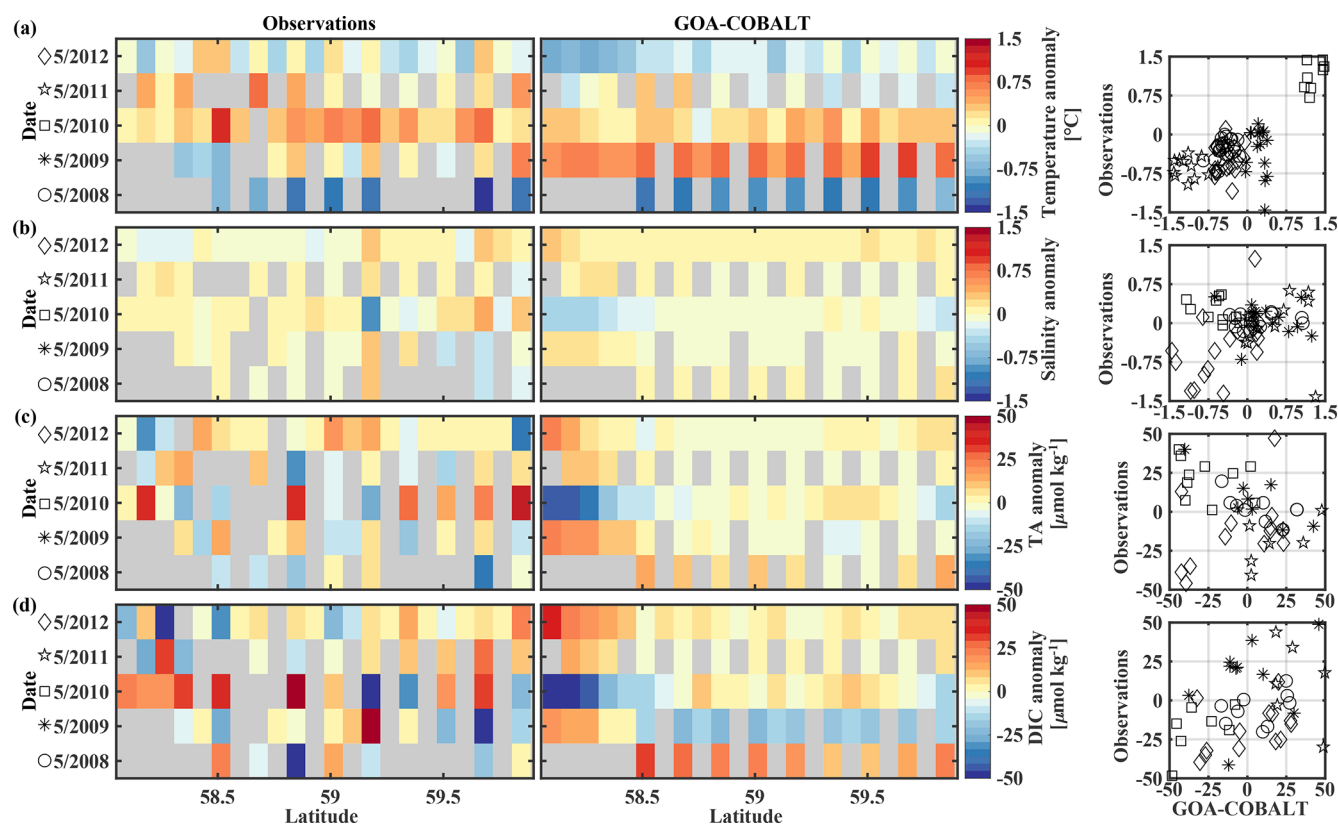 Observations
GOA-COBALT
(a)
◇5/2012
☆5/2011
□5/2010
✳5/2009
○5/2008
Date
1.5
0.75
0
-0.75
-1.5
Temperature anomaly
[°C]
1.5
0.75
0
-0.75
-1.5
Observations
-1.5 -0.75 0 0.75 1.5
(b)
◇5/2012
☆5/2011
□5/2010
✳5/2009
○5/2008
Date
1.5
0.75
0
-0.75
-1.5
Salinity anomaly
1.5
0.75
0
-0.75
-1.5
Observations
-1.5 -0.75 0 0.75 1.5
(c)
◇5/2012
☆5/2011
□5/2010
✳5/2009
○5/2008
Date
50
25
0
-25
-50
TA anomaly
[μmol kg⁻¹]
50
25
0
-25
-50
Observations
-50 -25 0 25 50
(d)
◇5/2012
☆5/2011
□5/2010
✳5/2009
○5/2008
Date
58.5 59 59.5
Latitude
58.5 59 59.5
Latitude
50
25
0
-25
-50
DIC anomaly
[μmol kg⁻¹]
50
25
0
-25
-50
Observations
-50 -25 0 25 50
GOA-COBALT